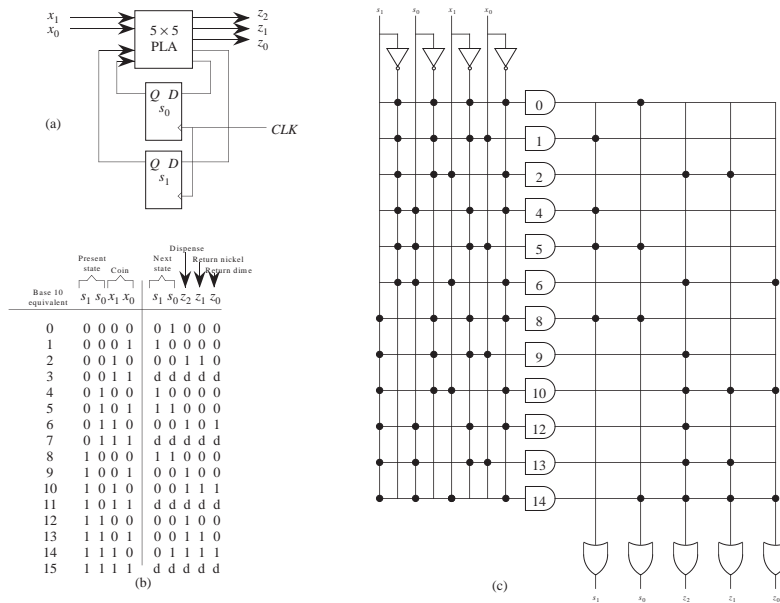 x₁
x₀
5 × 5
PLA
z₂
z₁
z₀
Q D
s₀
(a)
CLK
Q D
s₁
Dispense
Present state
Coin
Next state
Return nickel
Return dime
Base 10 equivalent
s₁ s₀ x₁ x₀ s₁ s₀ z₂ z₁ z₀
0 0 0 0 0 0 1 0 0 0
1 0 0 0 1 1 0 0 0 0
2 0 0 1 0 0 0 1 1 0
3 0 0 1 1 d d d d d
4 0 1 0 0 1 0 0 0 0
5 0 1 0 1 1 1 0 0 0
6 0 1 1 0 0 0 1 0 1
7 0 1 1 1 d d d d d
8 1 0 0 0 1 1 0 0 0
9 1 0 0 1 0 0 1 0 0
10 1 0 1 0 0 0 1 1 1
11 1 0 1 1 d d d d d
12 1 1 0 0 0 0 1 0 0
13 1 1 0 1 0 0 1 1 0
14 1 1 1 0 0 1 1 1 1
15 1 1 1 1 d d d d d
(b)
s₁ s₀ x₁ x₀
0
1
2
4
5
6
8
9
10
12
13
14
s₁ s₀ z₂ z₁ z₀
(c)